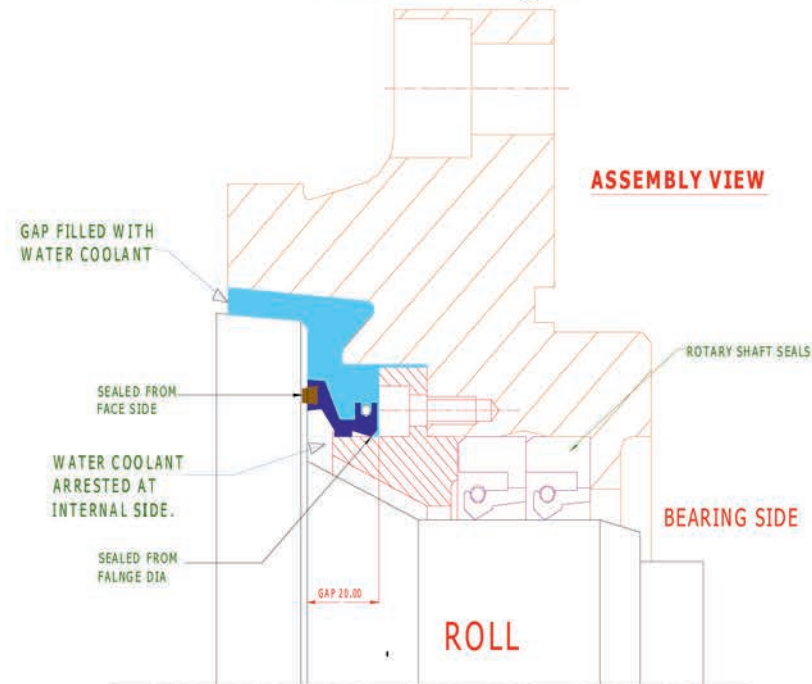 ASSEMBLY VIEW
GAP FILLED WITH
WATER COOLANT
ROTARY SHAFT SEALS
SEALED FROM
FACE SIDE
WATER COOLANT
ARRESTED AT
INTERNAL SIDE.
BEARING SIDE
SEALED FROM
FALNGE DIA
GAP 20.00
ROLL